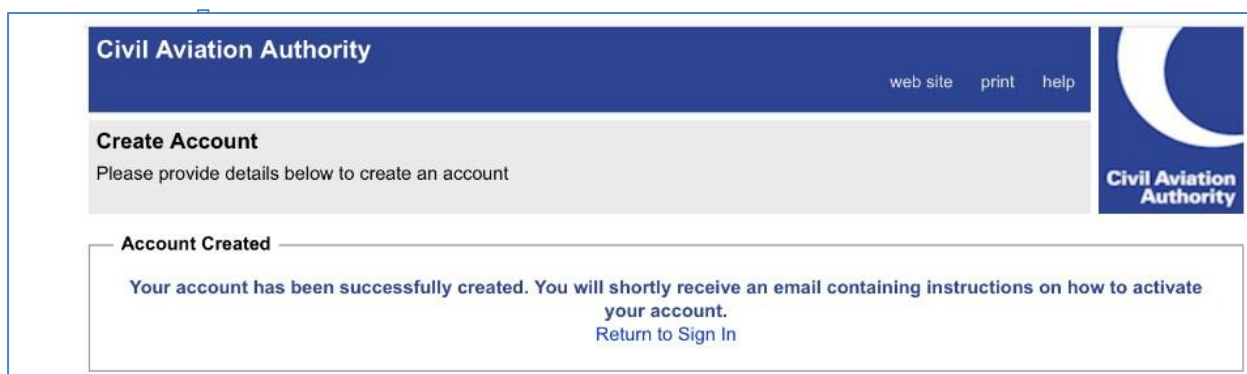 Civil Aviation Authority
web site print help
Create Account
Please provide details below to create an account
Civil Aviation
Authority
Account Created
Your account has been successfully created. You will shortly receive an email containing instructions on how to activate
your account.
Return to Sign In